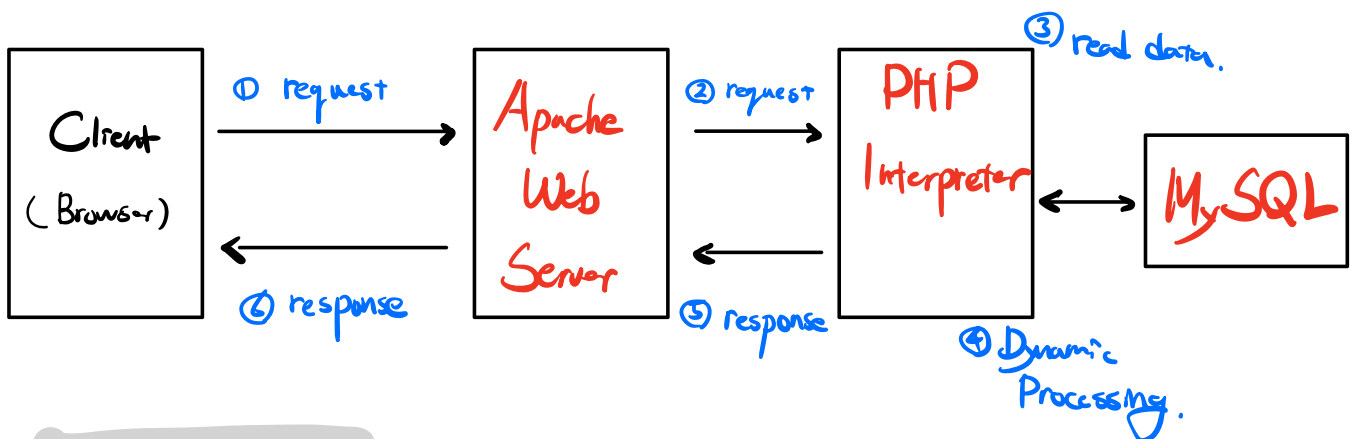 ③ read data.
① request
② request
PHP
Interpreter
Client
(Browser)
Apache
Web
Server
MySQL
⑥ response
⑤ response
④ Dynamic
Processing.